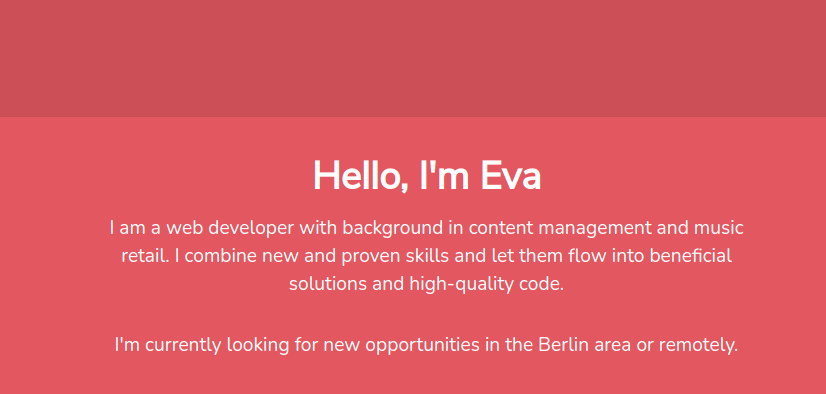 Hello, I'm Eva
I am a web developer with background in content management and music
retail. I combine new and proven skills and let them flow into beneficial
solutions and high-quality code.
I'm currently looking for new opportunities in the Berlin area or remotely.